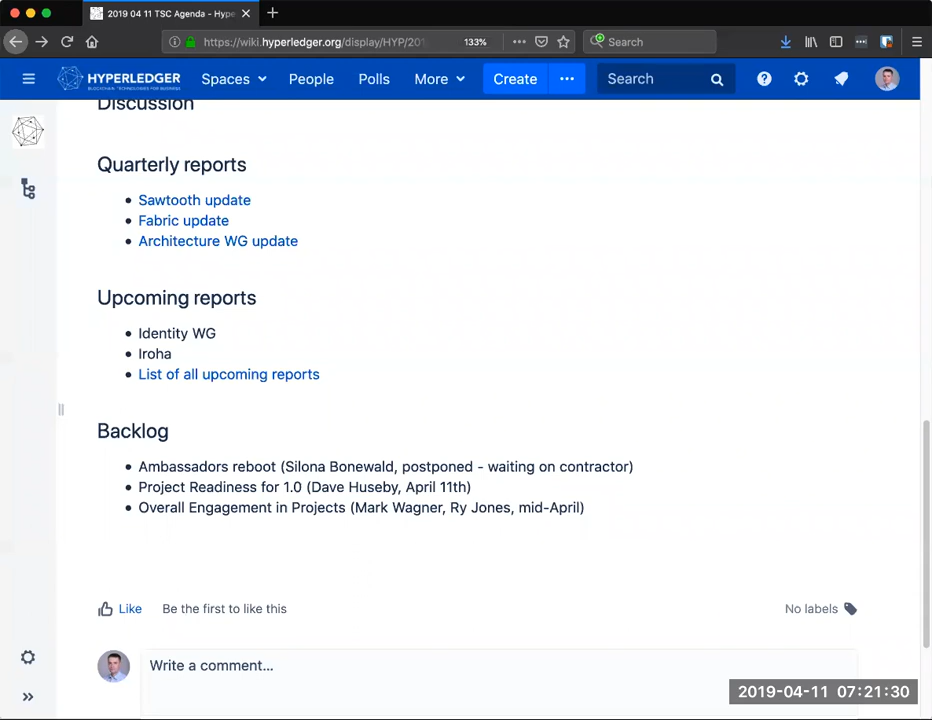 2019 04 11 TSC Agenda - Hype
https://wiki.hyperledger.org/display/HYP/201
133%
Search
HYPERLEDGER
BLOCKCHAIN TECHNOLOGIES FOR BUSINESS
Spaces
People
Polls
More
Create
Search
Discussion
Quarterly reports
Sawtooth update
Fabric update
Architecture WG update
Upcoming reports
Identity WG
Iroha
List of all upcoming reports
Backlog
Ambassadors reboot (Silona Bonewald, postponed - waiting on contractor)
Project Readiness for 1.0 (Dave Huseby, April 11th)
Overall Engagement in Projects (Mark Wagner, Ry Jones, mid-April)
Like
Be the first to like this
No labels
Write a comment...
2019-04-11 07:21:30